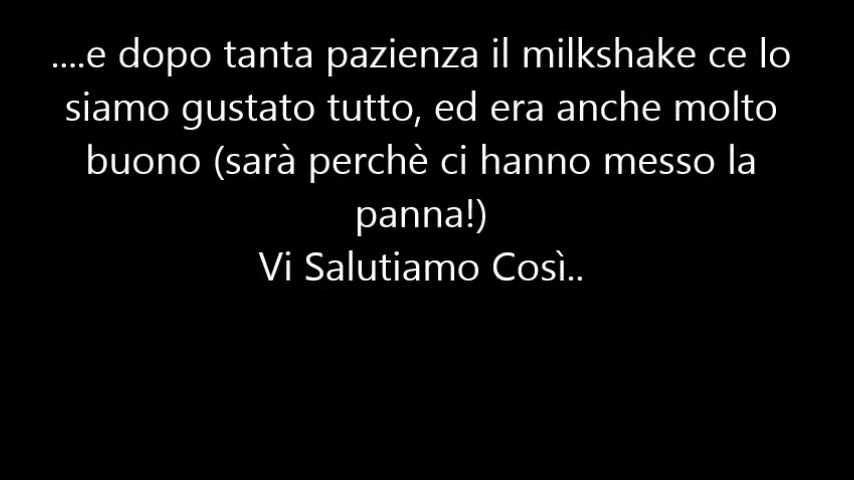 ....e dopo tanta pazienza il milkshake ce lo
siamo gustato tutto, ed era anche molto
buono (sarà perchè ci hanno messo la
panna!)
Vi Salutiamo Così..